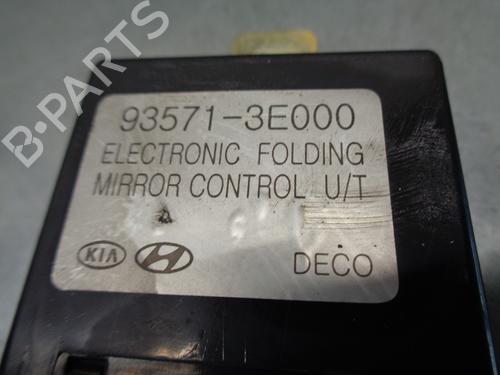 93571-3E000
ELECTRONIC FOLDING
MIRROR CONTROL U/T
KIA
DECO
B-PARTS